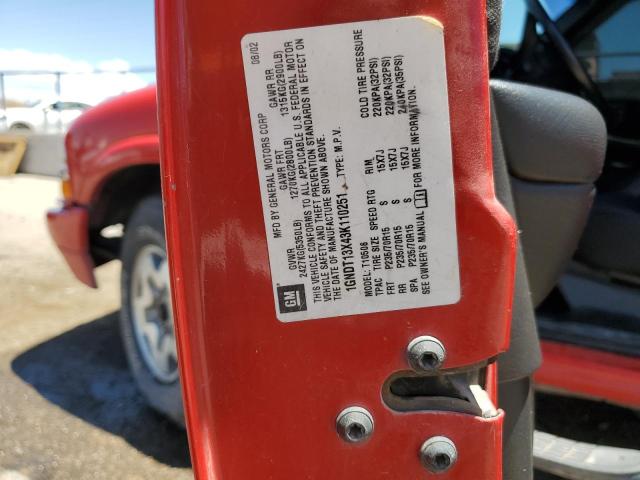 MFD BY GENERAL MOTORS CORP 08/02
GVWR GAWR FRT GAWR RR
2427KG(5350LB) 1270KG(2800LB) 1315KG(2900LB)
THIS VEHICLE CONFORMS TO ALL APPLICABLE U.S. FEDERAL MOTOR
VEHICLE SAFETY AND THEFT PREVENTION STANDARDS IN EFFECT ON
THE DATE OF MANUFACTURE SHOWN ABOVE.
1GNDT13X43K110251 TYPE: M.P.V.
GM
MODEL: T10506
TPAC TIRE SIZE SPEED RTG RIM COLD TIRE PRESSURE
FRT P235/70R15 S 15X7J 220KPA(32PSI)
RR P235/70R15 S 15X7J 220KPA(32PSI)
SPA P235/70R15 S 15X7J 240KPA(35PSI)
SEE OWNER'S MANUAL FOR MORE INFORMATION.